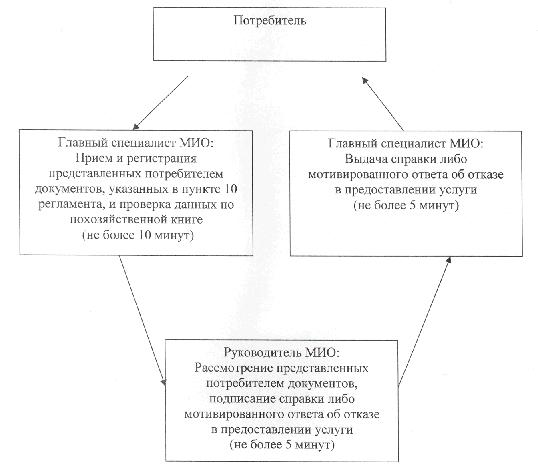 Потребитель
Главный специалист МИО:
Прием и регистрация
представленных потребителем
документов, указанных в пункте 10
регламента, и проверка данных по
похозяйственной книге
(не более 10 минут)
Главный специалист МИО:
Выдача справки либо
мотивированного ответа об отказе
в предоставлении услуги
(не более 5 минут)
Руководитель МИО:
Рассмотрение представленных
потребителем документов,
подписание справки либо
мотивированного ответа об отказе
в предоставлении услуги
(не более 5 минут)